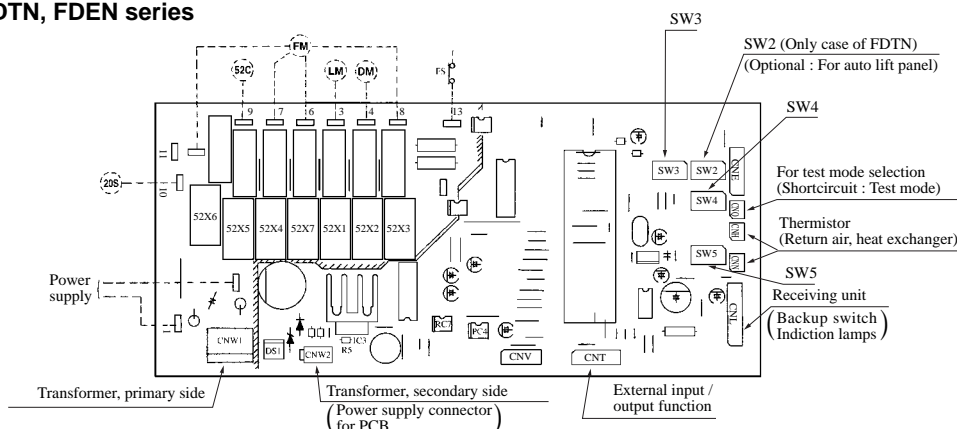 DTN, FDEN series
SW3
SW2 (Only case of FDTN)
(Optional : For auto lift panel)
SW4
For test mode selection
(Shortcircuit : Test mode)
Thermistor
(Return air, heat exchanger)
SW5
Receiving unit
(Backup switch
Indiction lamps)
External input /
output function
Transformer, secondary side
(Power supply connector
for PCB
Transformer, primary side
Power
supply
FM
52C
LM
DM
FS
9
7
6
3
4
8
13
11
10
20S
52X6
52X5
52X4
52X7
52X1
52X2
52X3
SW3
SW2
CNE
SW4
SW5
CNL
CNW1
DS1
CNW2
R5
IC3
PC4
CNV
CNT